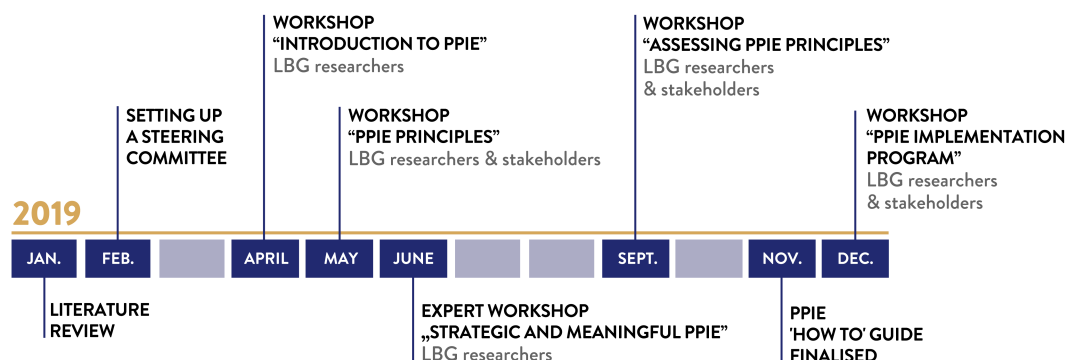 WORKSHOP
“INTRODUCTION TO PPIE”
LBG researchers
WORKSHOP
“ASSESSING PPIE PRINCIPLES”
LBG researchers
& stakeholders
SETTING UP
A STEERING
COMMITTEE
WORKSHOP
“PPIE PRINCIPLES”
LBG researchers & stakeholders
WORKSHOP
“PPIE IMPLEMENTATION
PROGRAM”
LBG researchers
& stakeholders
2019
JAN. FEB. APRIL MAY JUNE SEPT. NOV. DEC.
LITERATURE
REVIEW
EXPERT WORKSHOP
„STRATEGIC AND MEANINGFUL PPIE”
LBG researchers
PPIE
'HOW TO' GUIDE
FINALISED